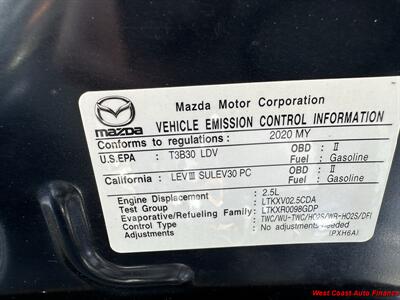 Mazda Motor Corporation
mazda VEHICLE EMISSION CONTROL INFORMATION
Conforms to regulations: 2020 MY
U.S.EPA : T3B30 LDV OBD : II
Fuel : Gasoline
California : LEV III SULEV30 PC OBD : II
Fuel : Gasoline
Engine Displacement : 2.5L
Test Group : LTKXV02.5CDA
Evaporative/Refueling Family: LTKXR0098GDP
Control Type : TWC/WU-TWC/HO2S/WR-HO2S/DFI
Adjustments : No adjustments needed
(PXH6A)
West Coast Auto Finance